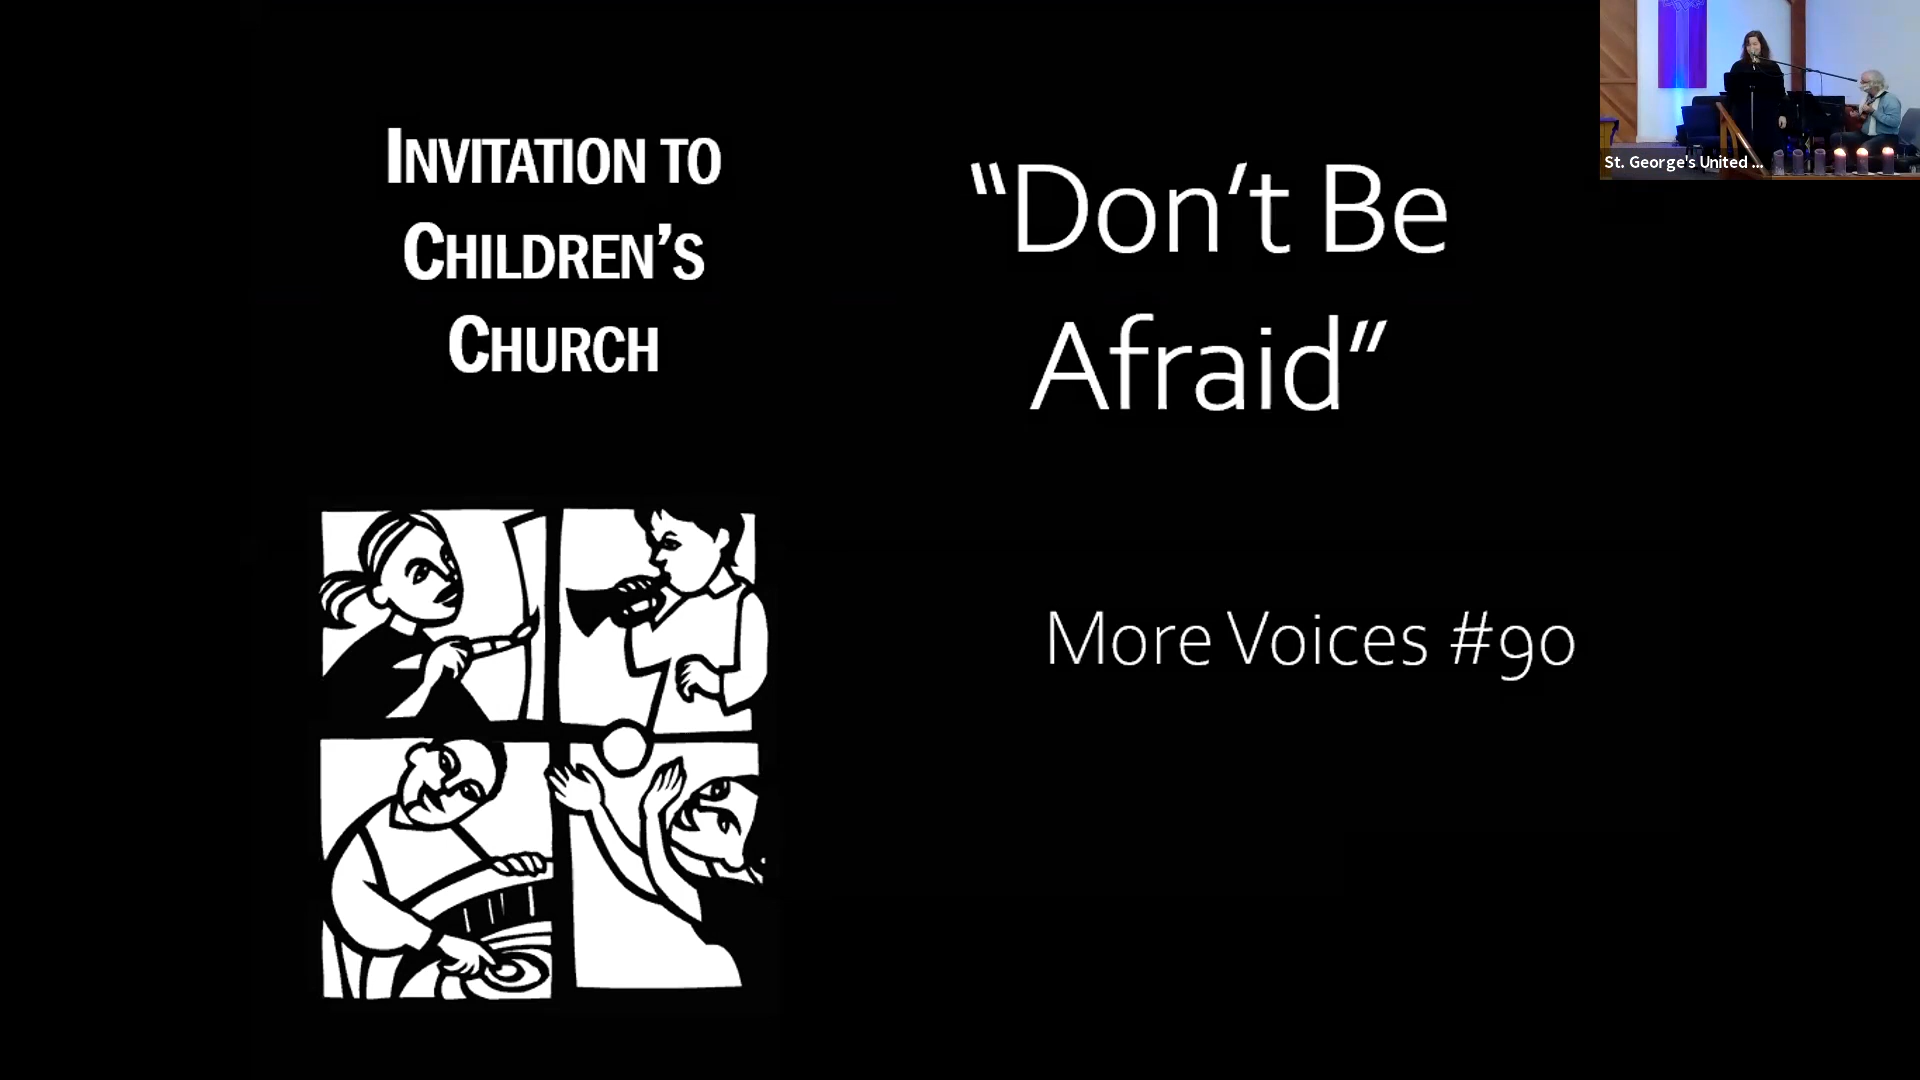 INVITATION TO
CHILDREN’S
CHURCH
“Don’t Be
Afraid”
More Voices #90
St. George's United ...